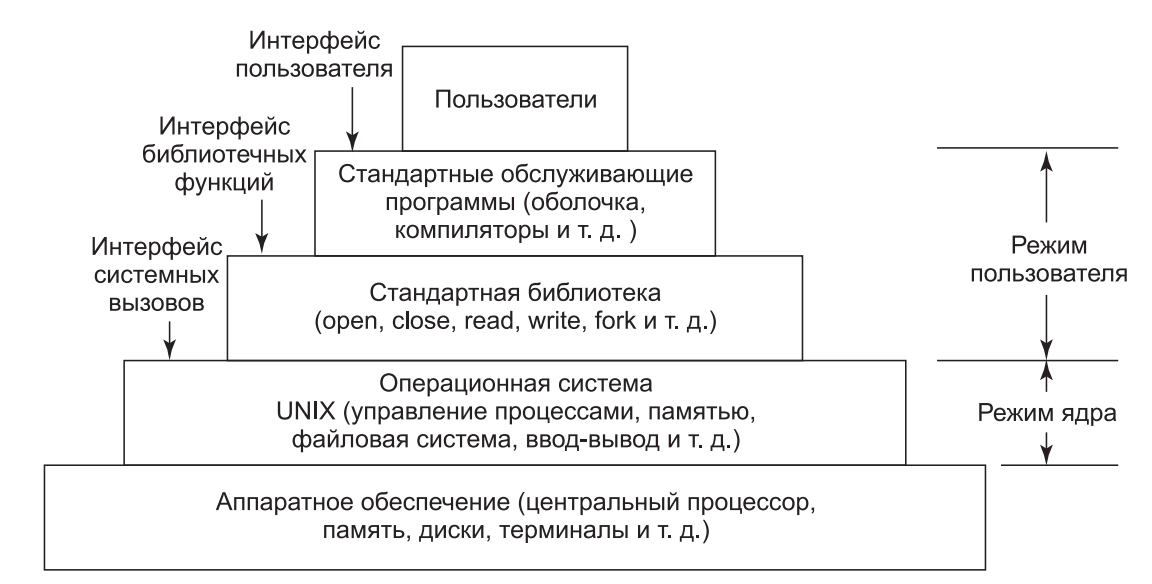 Интерфейс
пользователя
Пользователи
Интерфейс
библиотечных
функций
Стандартные обслуживающие
программы (оболочка,
компиляторы и т. д. )
Интерфейс
системных
вызовов
Стандартная библиотека
(open, close, read, write, fork и т. д.)
Режим
пользователя
Операционная система
UNIX (управление процессами, памятью,
файловая система, ввод-вывод и т. д.)
Режим ядра
Аппаратное обеспечение (центральный процессор,
память, диски, терминалы и т. д.)